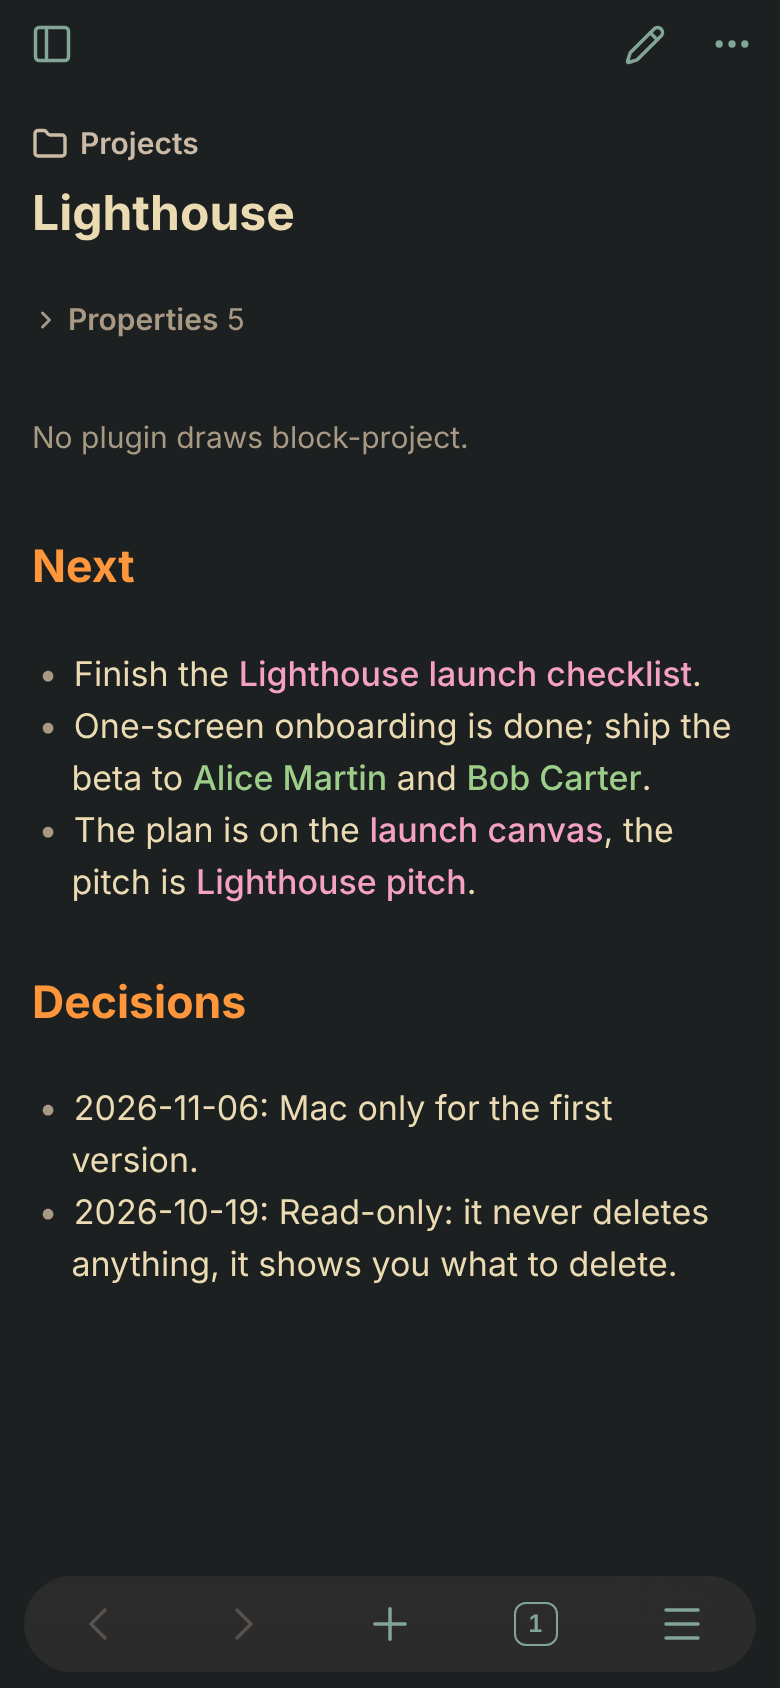 Projects
Lighthouse
Properties 5
No plugin draws block-project.
Next
• Finish the Lighthouse launch checklist.
• One-screen onboarding is done; ship the
beta to Alice Martin and Bob Carter.
• The plan is on the launch canvas, the
pitch is Lighthouse pitch.
Decisions
• 2026-11-06: Mac only for the first
version.
• 2026-10-19: Read-only: it never deletes
anything, it shows you what to delete.
1